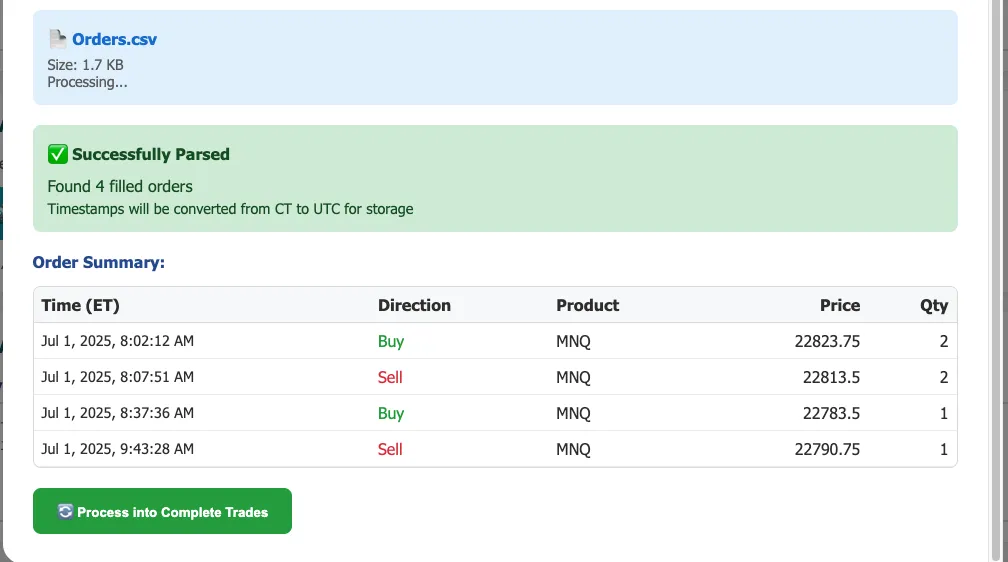 Orders.csv
Size: 1.7 KB
Processing...
Successfully Parsed
Found 4 filled orders
Timestamps will be converted from CT to UTC for storage
Order Summary:
Time (ET) Direction Product Price Qty
Jul 1, 2025, 8:02:12 AM Buy MNQ 22823.75 2
Jul 1, 2025, 8:07:51 AM Sell MNQ 22813.5 2
Jul 1, 2025, 8:37:36 AM Buy MNQ 22783.5 1
Jul 1, 2025, 9:43:28 AM Sell MNQ 22790.75 1
Process into Complete Trades